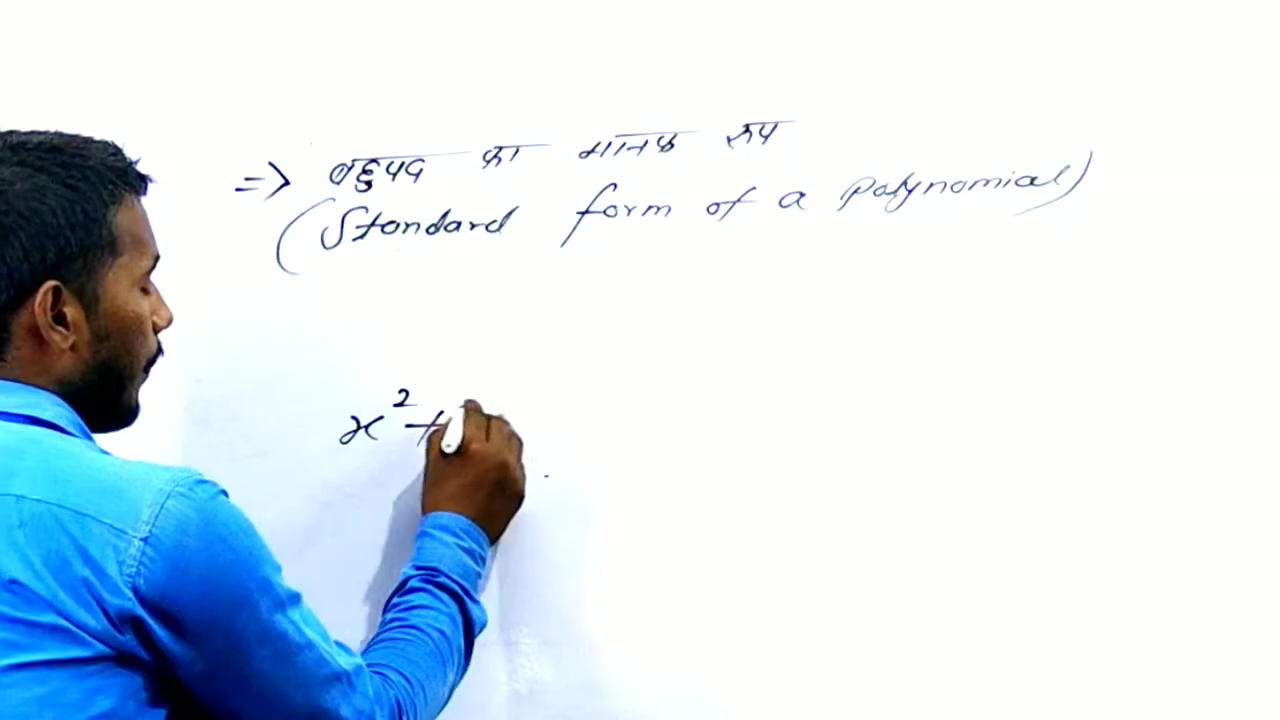 => बहुपद का मानक रूप
(Standard form of a polynomial)
x² +